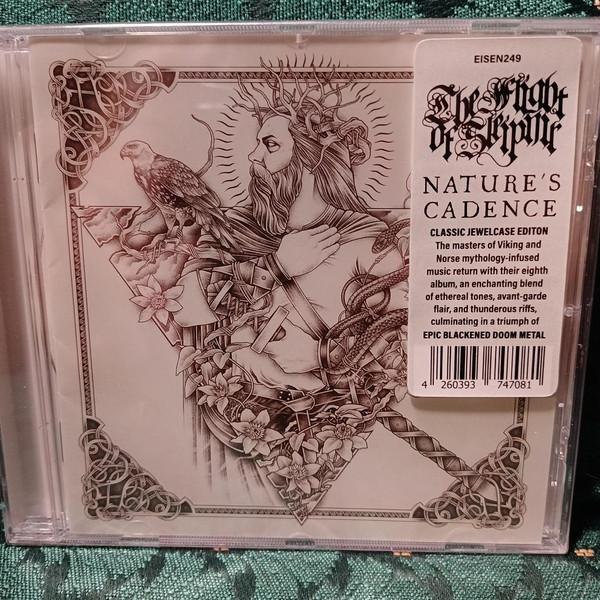 EISEN249
The Flight
of Sleipnir
NATURE'S
CADENCE
CLASSIC JEWELCASE EDITON
The masters of Viking and
Norse mythology-infused
music return with their eighth
album, an enchanting blend
of ethereal tones, avant-garde
flair, and thunderous riffs,
culminating in a triumph of
EPIC BLACKENED DOOM METAL
4 260393 747081